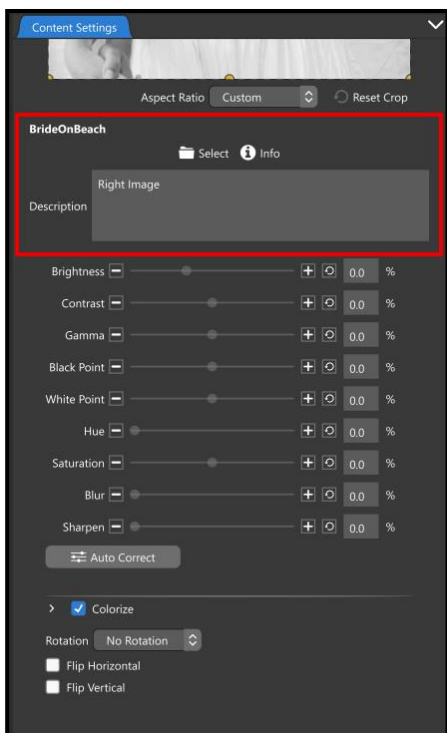 Content Settings
Aspect Ratio Custom Reset Crop
BrideOnBeach
Select Info
Right Image
Description
Brightness 0.0 %
Contrast 0.0 %
Gamma 0.0 %
Black Point 0.0 %
White Point 0.0 %
Hue 0.0 %
Saturation 0.0 %
Blur 0.0 %
Sharpen 0.0 %
Auto Correct
Colorize
Rotation No Rotation
Flip Horizontal
Flip Vertical